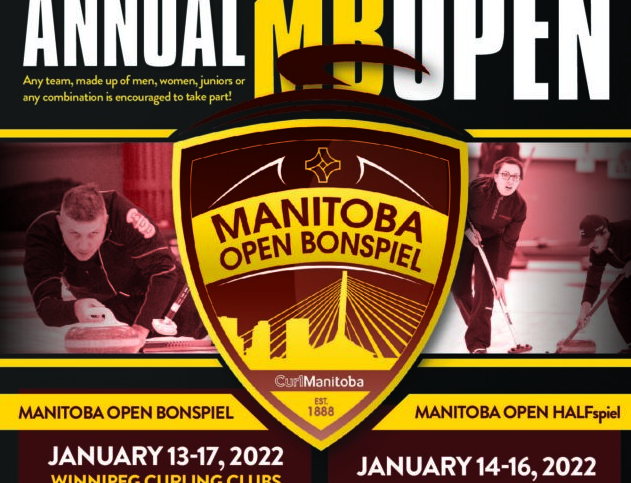 ANNUAL MBOPEN
Any team, made up of men, women, juniors or
any combination is encouraged to take part!
MANITOBA
OPEN BONSPIEL
CurlManitoba
EST.
1888
MANITOBA OPEN BONSPIEL
JANUARY 13-17, 2022
WINNIPEG CURLING CLUBS
MANITOBA OPEN HALFspiel
JANUARY 14-16, 2022